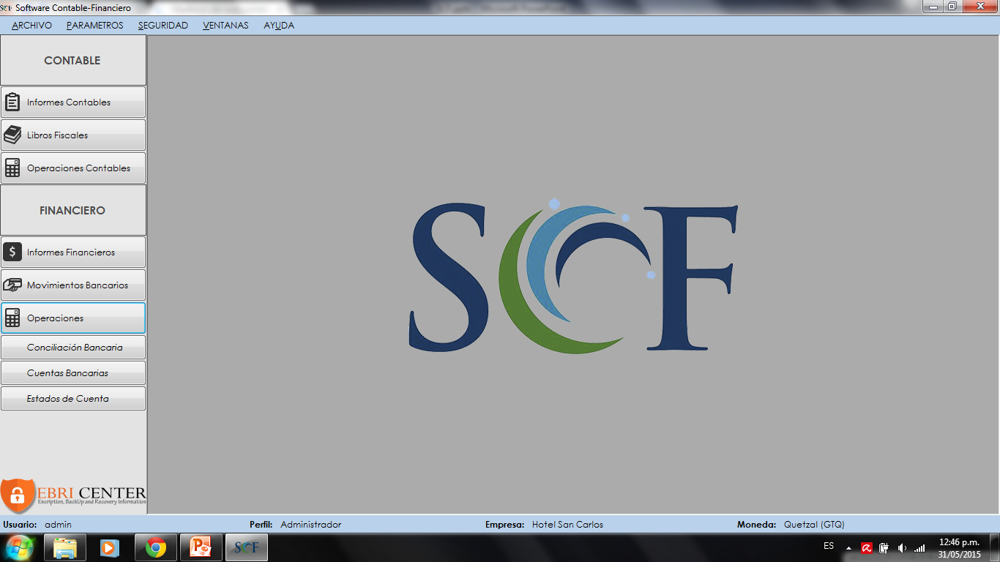 SCF Software Contable-Financiero
ARCHIVO PARAMETROS SEGURIDAD VENTANAS AYUDA
CONTABLE
Informes Contables
Libros Fiscales
Operaciones Contables
FINANCIERO
$ Informes Financieros
Movimientos Bancarios
Operaciones
Conciliación Bancaria
Cuentas Bancarias
Estados de Cuenta
SCF
EBRI CENTER
Encription, BackUp and Recovery Information
Usuario: admin Perfil: Administrador Empresa: Hotel San Carlos Moneda: Quetzal (GTQ)
SCF
ES
12:46 p.m.
31/05/2015